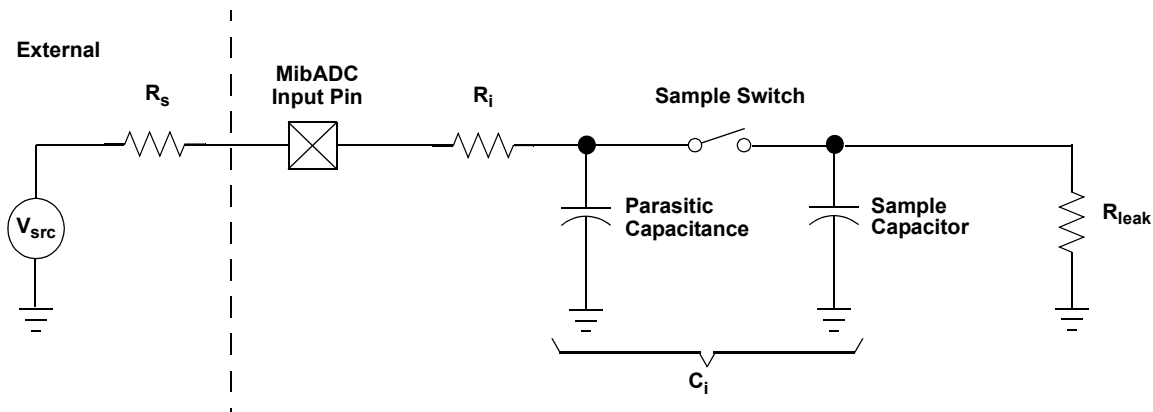 External
MibADC
Input Pin
Rs
Ri
Sample Switch
Vsrc
Parasitic
Capacitance
Sample
Capacitor
Rleak
Ci